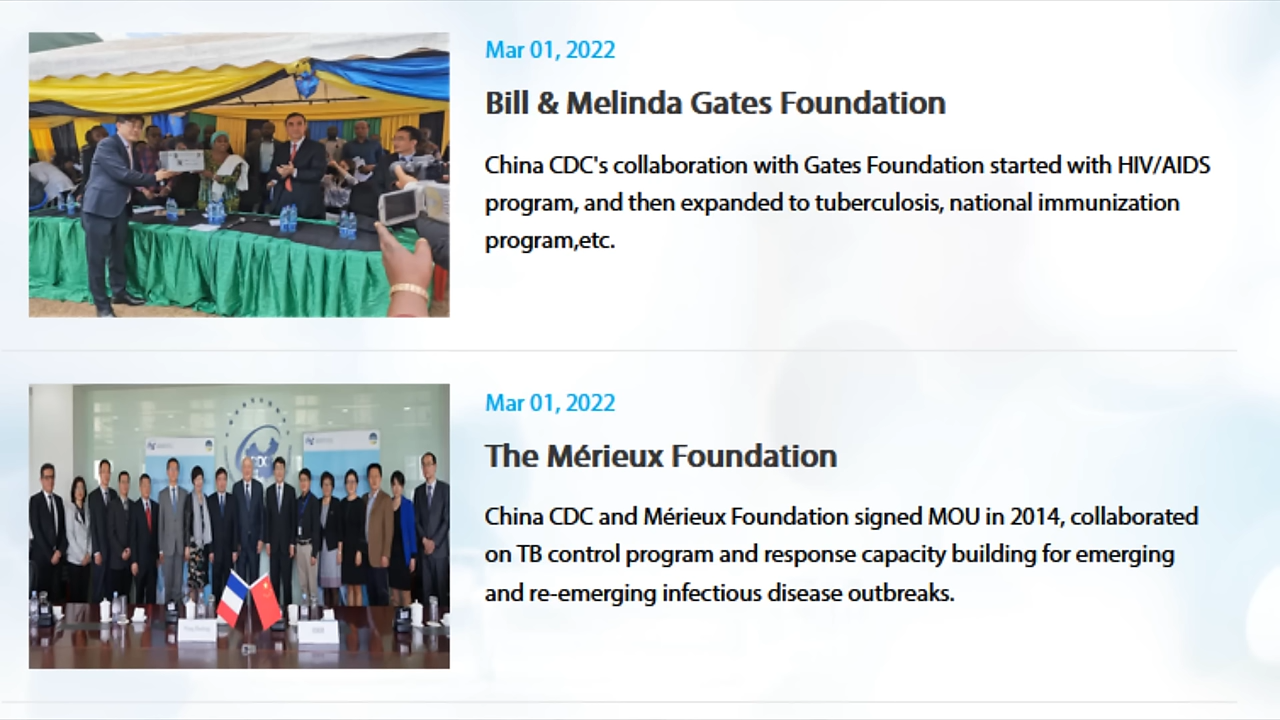 Mar 01, 2022
Bill & Melinda Gates Foundation
China CDC's collaboration with Gates Foundation started with HIV/AIDS
program, and then expanded to tuberculosis, national immunization
program,etc.
Mar 01, 2022
The Mérieux Foundation
China CDC and Mérieux Foundation signed MOU in 2014, collaborated
on TB control program and response capacity building for emerging
and re-emerging infectious disease outbreaks.